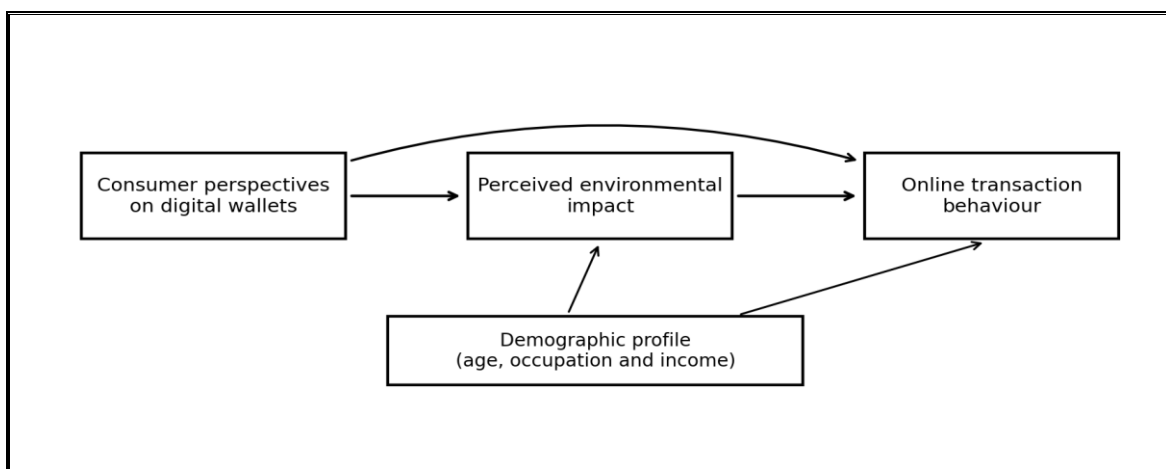 Consumer perspectives
on digital wallets
Perceived environmental
impact
Online transaction
behaviour
Demographic profile
(age, occupation and income)